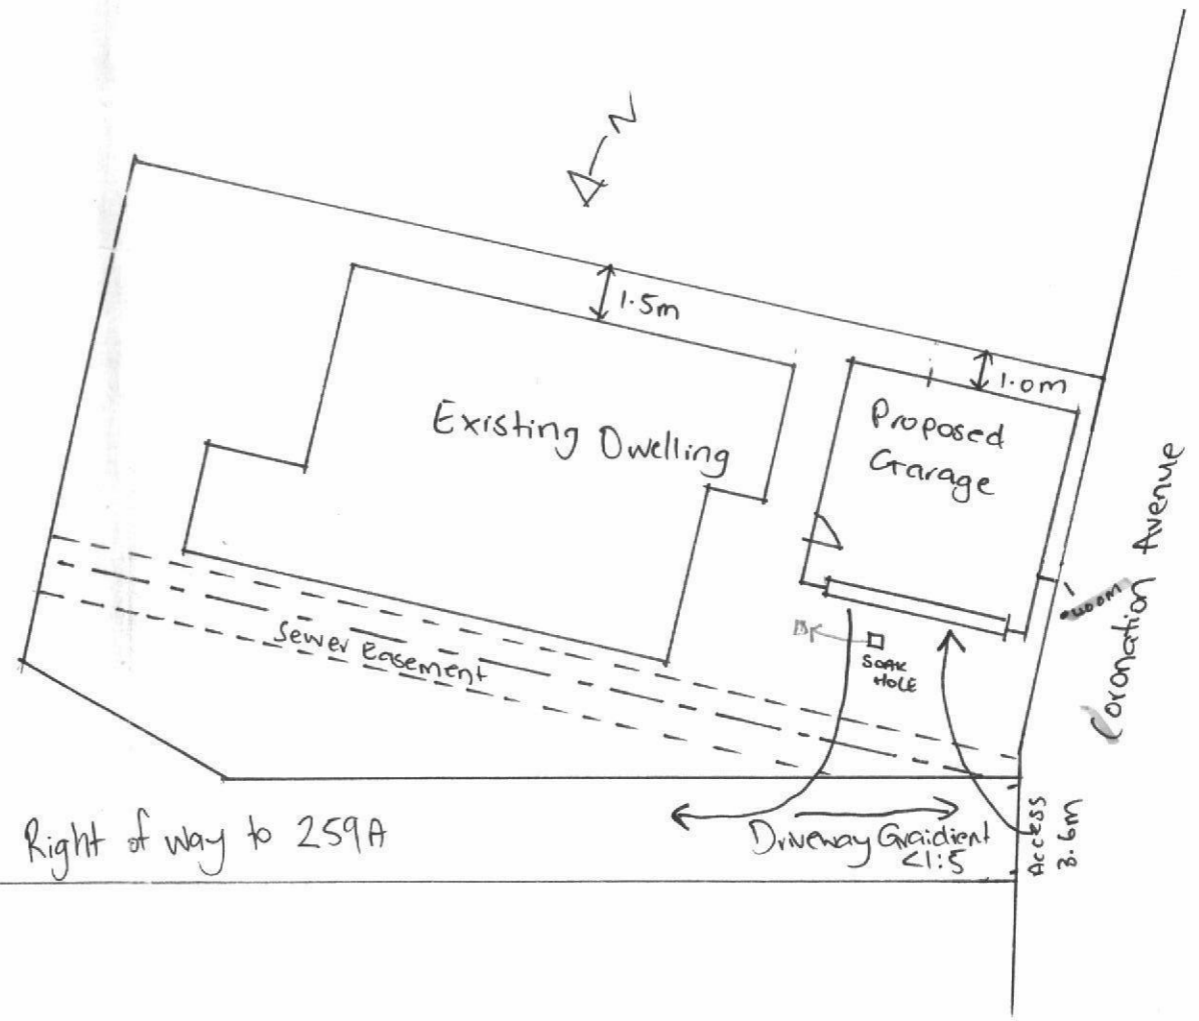 N
1.5m
1.0m
Existing Dwelling
Proposed
Garage
Coronation Avenue
SOAK
HOLE
Sewer Easement
Right of way to 259A
Driveway Graidient
<1:5
Access
3.6m